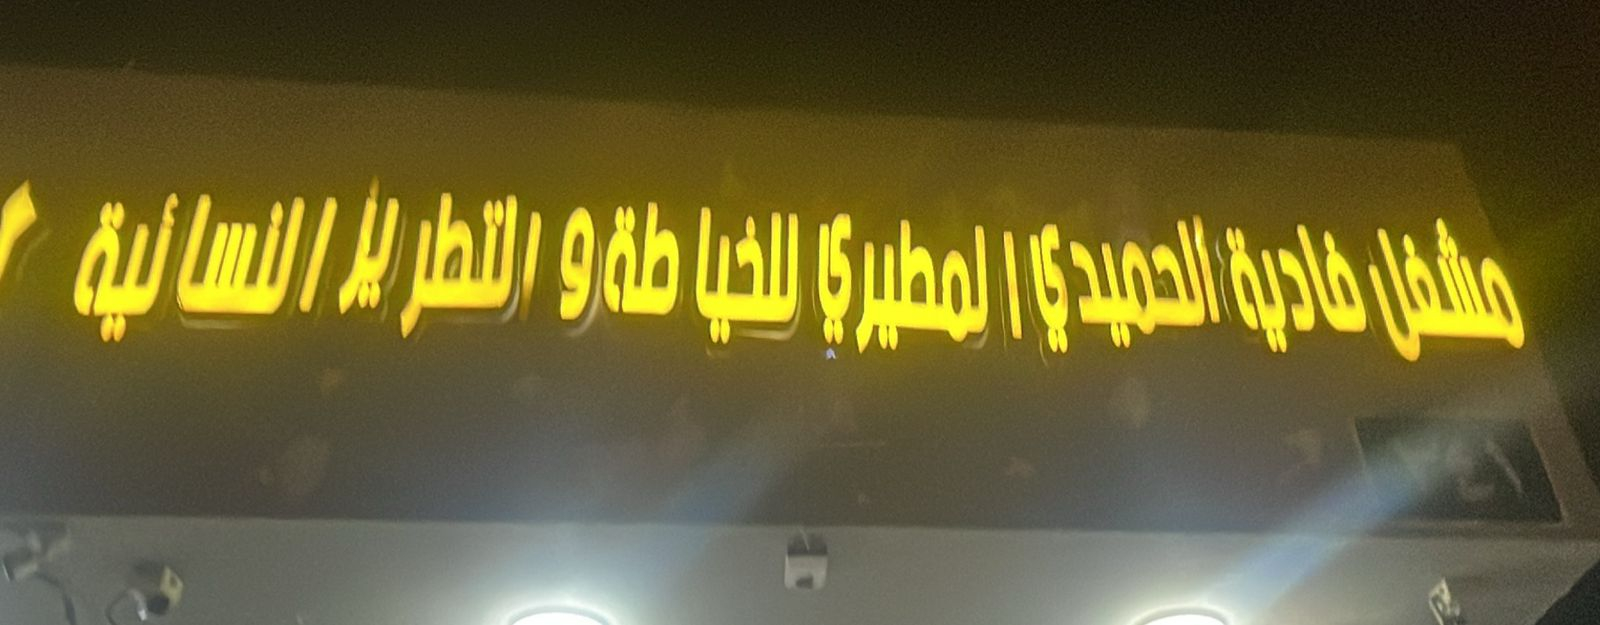 مشغل فادية الحميدي المطيري للخياطة و التطريز النسائية